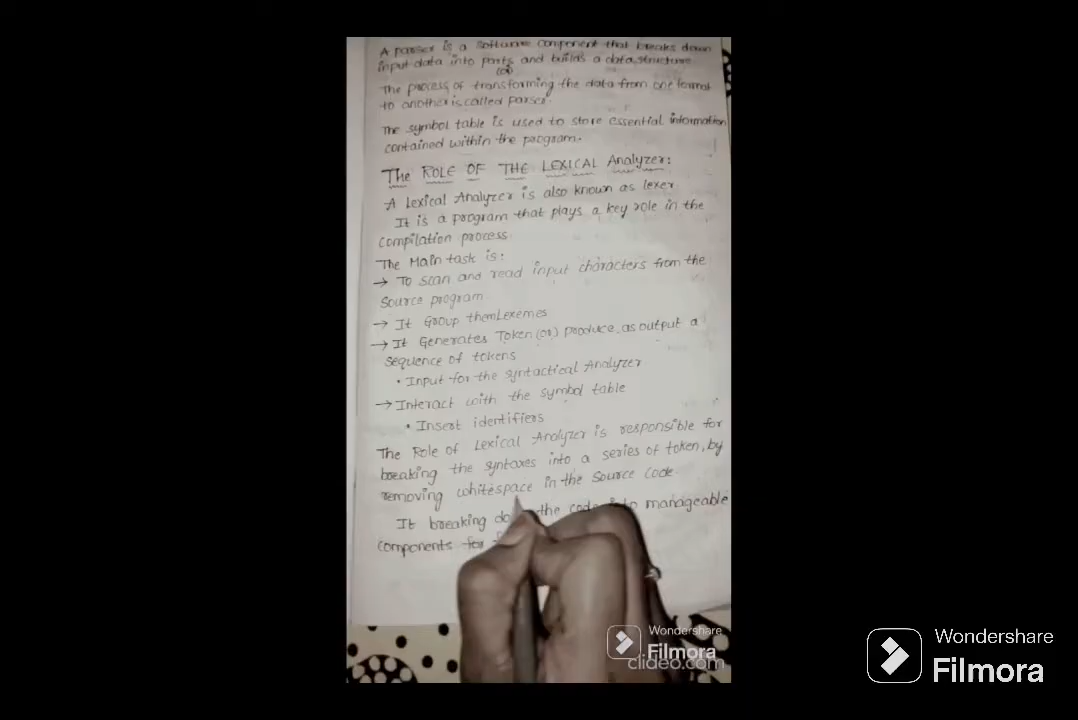 A parser is a software component that breaks down
input data into parts and builds a data structure
(or)
The process of transforming the data from one format
to another is called parser.
The symbol table is used to store essential information
contained within the program.
The ROLE OF THE LEXICAL Analyzer:
A Lexical Analyzer is also known as lexer
It is a program that plays a key role in the
compilation process
The Main task is:
→ To scan and read input characters from the
Source program
→ It Group themLexemes
→ It Generates Token (or) produce as output a
sequence of tokens
• Input for the syntactical Analyzer
→ Interact with the symbol table
• Insert identifiers
The Role of Lexical Analyzer is responsible for
breaking the syntaxes into a series of token, by
removing whitespace in the Source Code
It breaking the manageable
components for
Wondershare
Filmora
clideo.com
Wondershare
Filmora